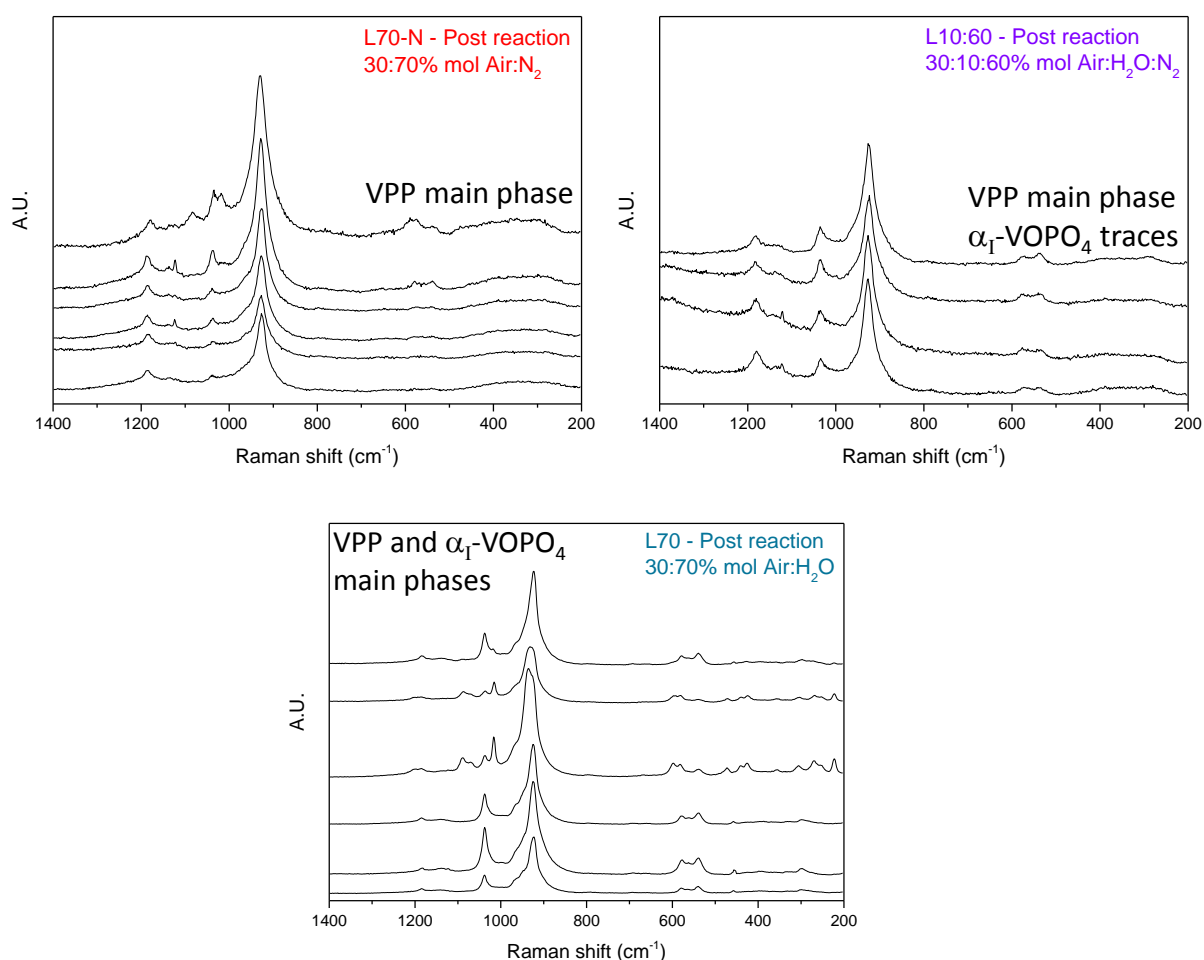 L70-N - Post reaction
30:70% mol Air:N₂
VPP main phase
A.U.
1400 1200 1000 800 600 400 200
Raman shift (cm⁻¹)
L10:60 - Post reaction
30:10:60% mol Air:H₂O:N₂
VPP main phase
α_I-VOPO₄ traces
A.U.
1400 1200 1000 800 600 400 200
Raman shift (cm⁻¹)
VPP and α_I-VOPO₄
main phases
L70 - Post reaction
30:70% mol Air:H₂O
A.U.
1400 1200 1000 800 600 400 200
Raman shift (cm⁻¹)